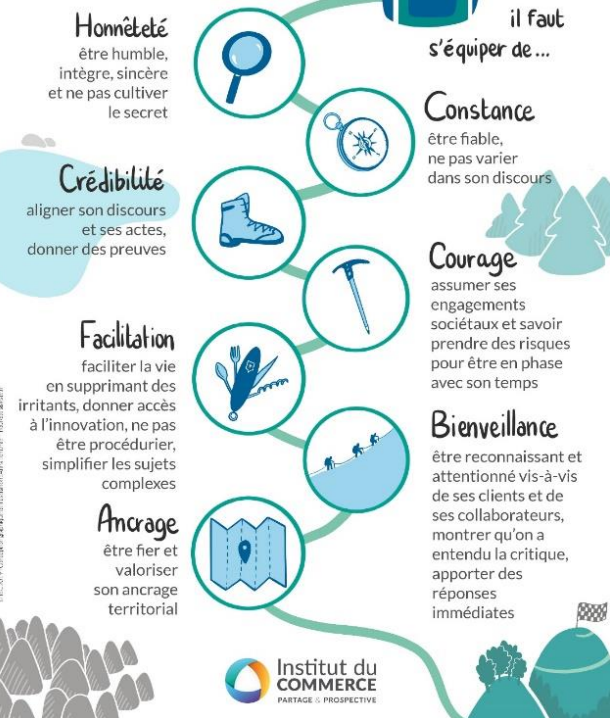 il faut
s'équiper de...
Honnêteté
être humble,
intègre, sincère
et ne pas cultiver
le secret
Constance
être fiable,
ne pas varier
dans son discours
Crédibilité
aligner son discours
et ses actes,
donner des preuves
Courage
assumer ses
engagements
sociétaux et savoir
prendre des risques
pour être en phase
avec son temps
Facilitation
faciliter la vie
en supprimant des
irritants, donner accès
à l'innovation, ne pas
être procédurier,
simplifier les sujets
complexes
Bienveillance
être reconnaissant et
attentionné vis-à-vis
de ses clients et de
ses collaborateurs,
montrer qu'on a
entendu la critique,
apporter des
réponses
immédiates
Ancrage
être fier et
valoriser
son ancrage
territorial
Institut du
COMMERCE
PARTAGE & PROSPECTIVE